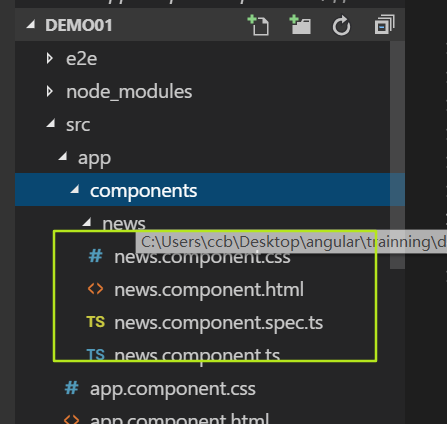 DEMO01
e2e
node_modules
src
app
components
news
C:\Users\ccb\Desktop\angular\trainning\d
news.component.css
<> news.component.html
TS news.component.spec.ts
TS news.component.ts
# app.component.css
<> app.component.html